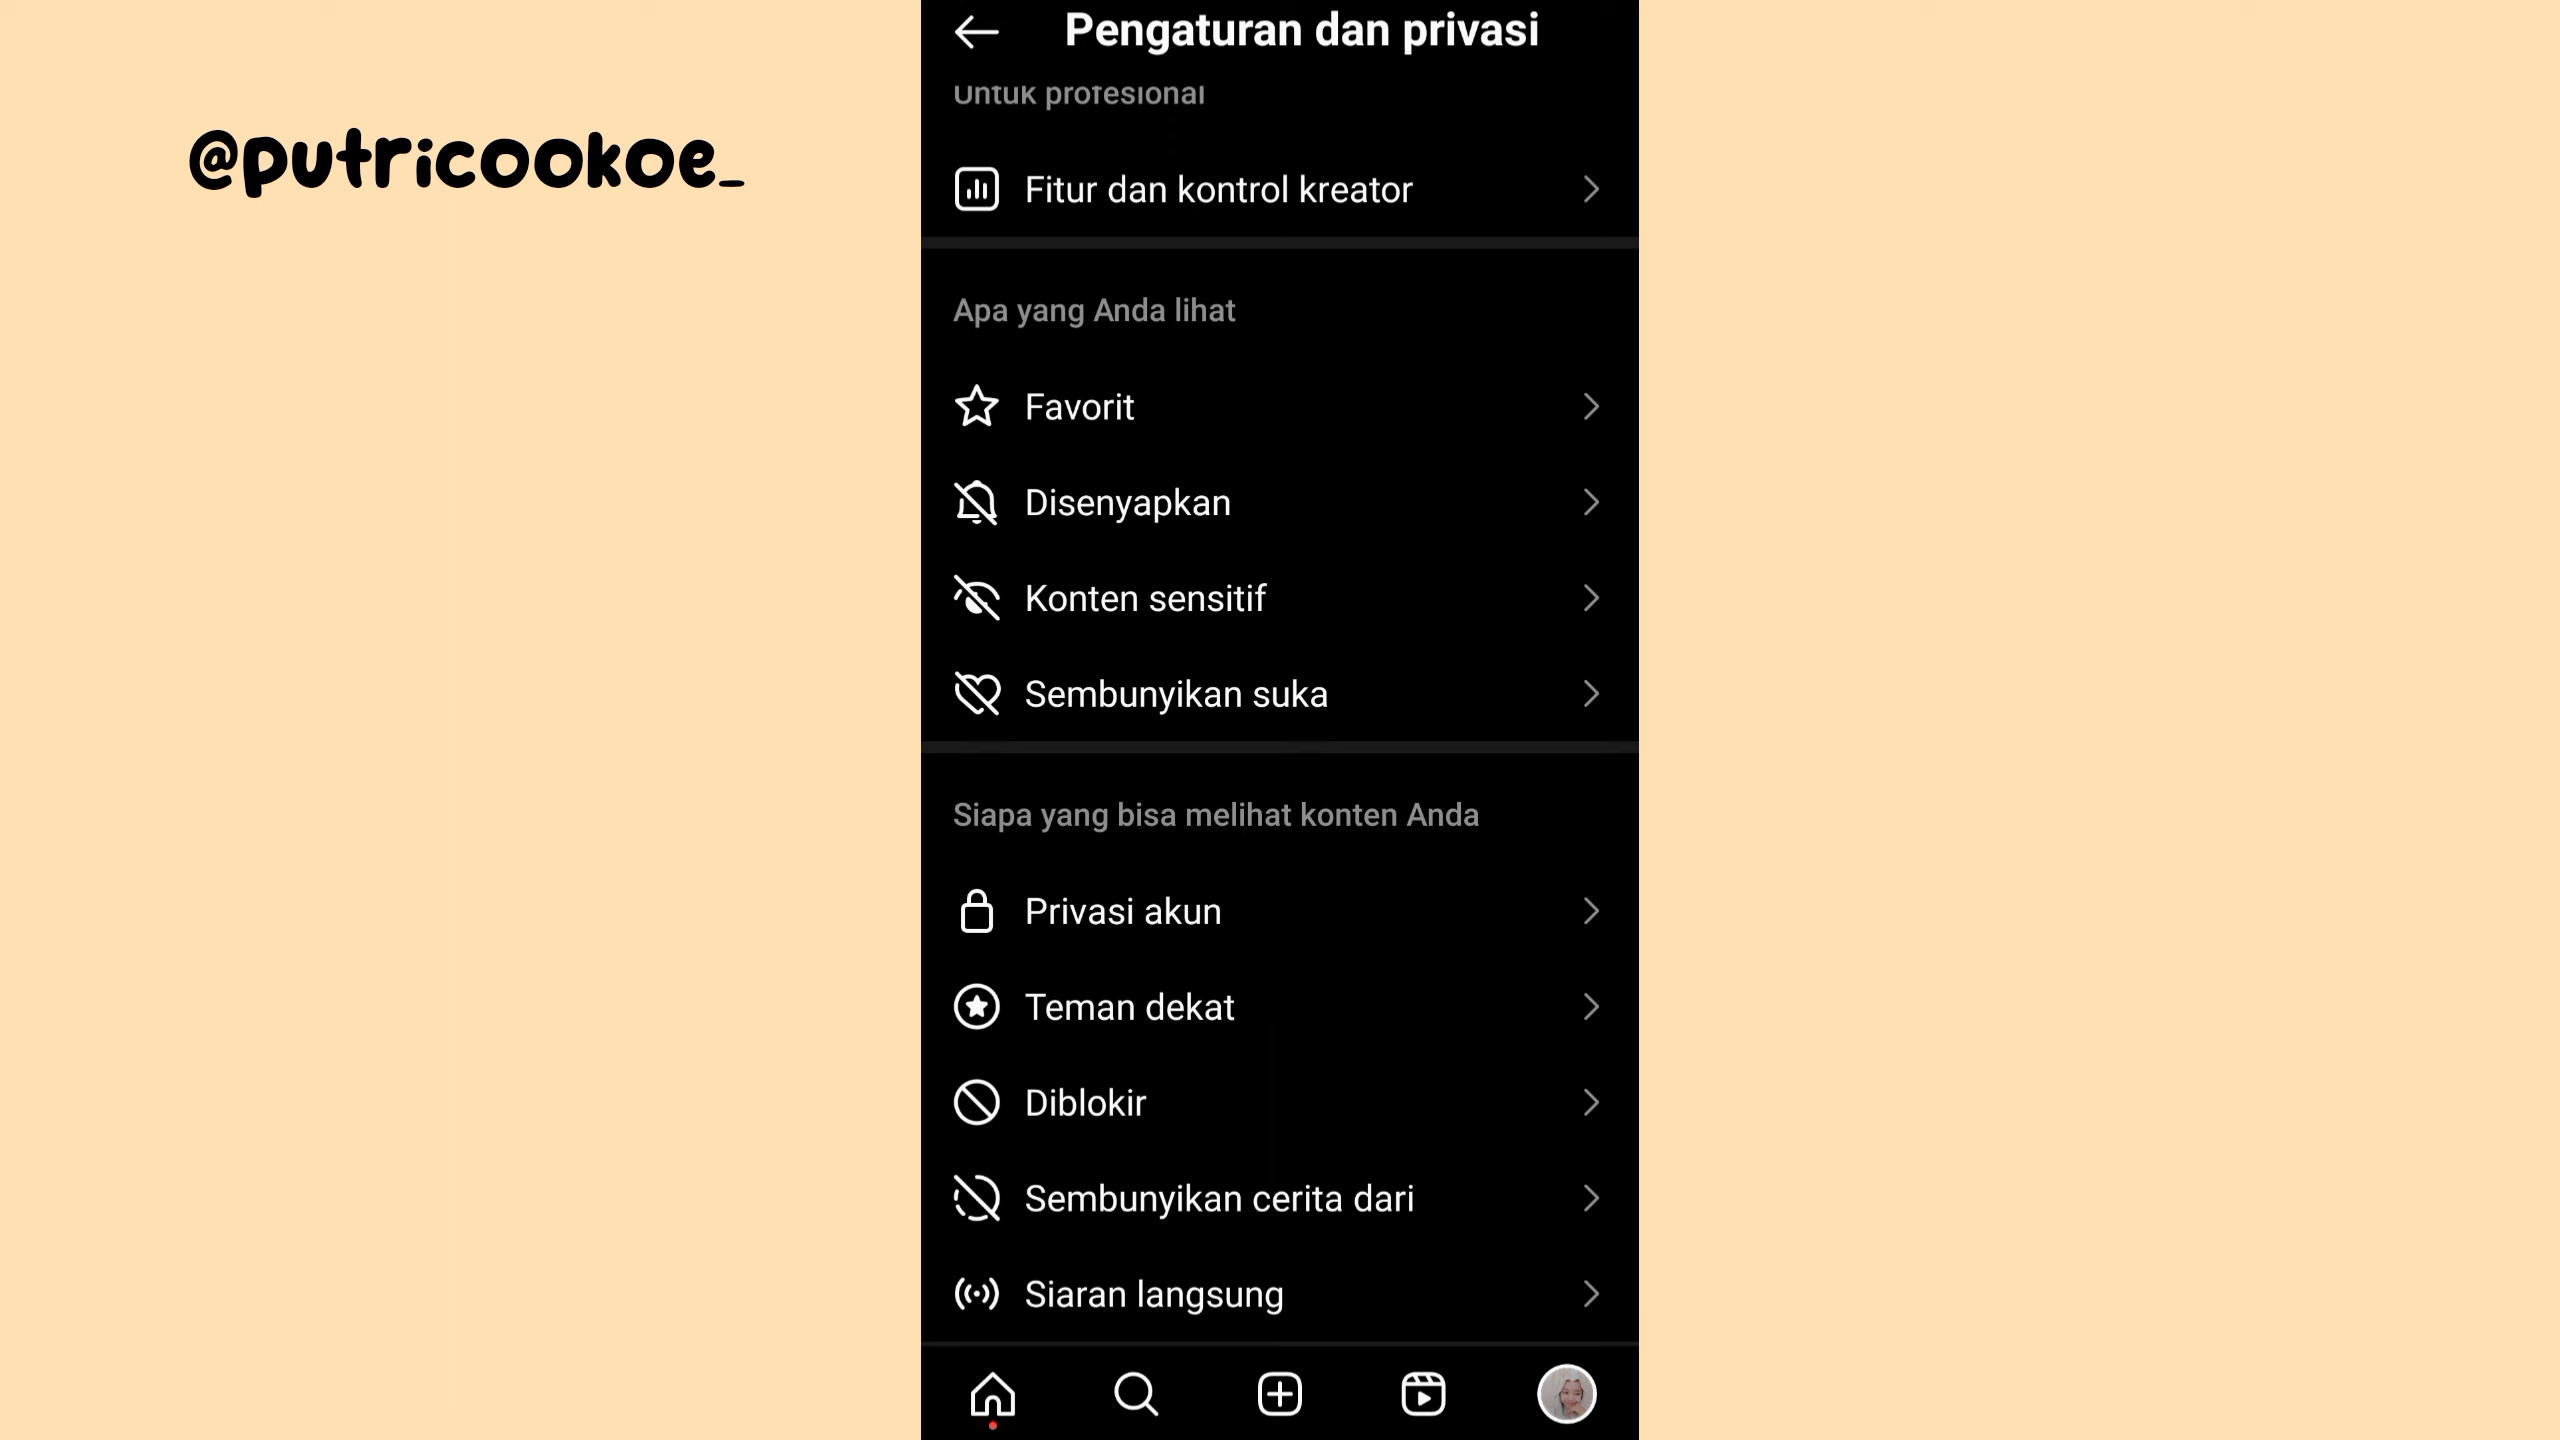 Pengaturan dan privasi
@putricookoe_
Untuk profesional
Fitur dan kontrol kreator
Apa yang Anda lihat
Favorit
Disenyapkan
Konten sensitif
Sembunyikan suka
Siapa yang bisa melihat konten Anda
Privasi akun
Teman dekat
Diblokir
Sembunyikan cerita dari
Siaran langsung